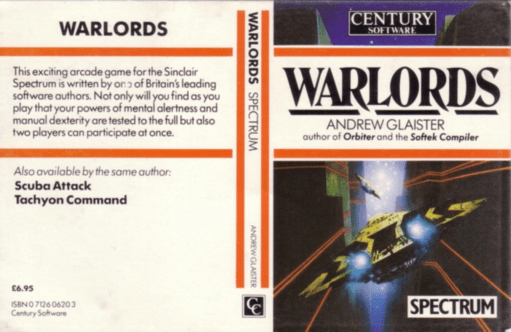 WARLORDS
This exciting arcade game for the Sinclair
Spectrum is written by one of Britain's leading
software authors. Not only will you find as you
play that your powers of mental alertness and
manual dexterity are tested to the full but also
two players can participate at once.
Also available by the same author:
Scuba Attack
Tachyon Command
£6.95
ISBN 0 7126 0620 3
Century Software
WARLORDS SPECTRUM
ANDREW GLAISTER
CENTURY
SOFTWARE
WARLORDS
ANDREW GLAISTER
author of Orbiter and the Softek Compiler
SPECTRUM